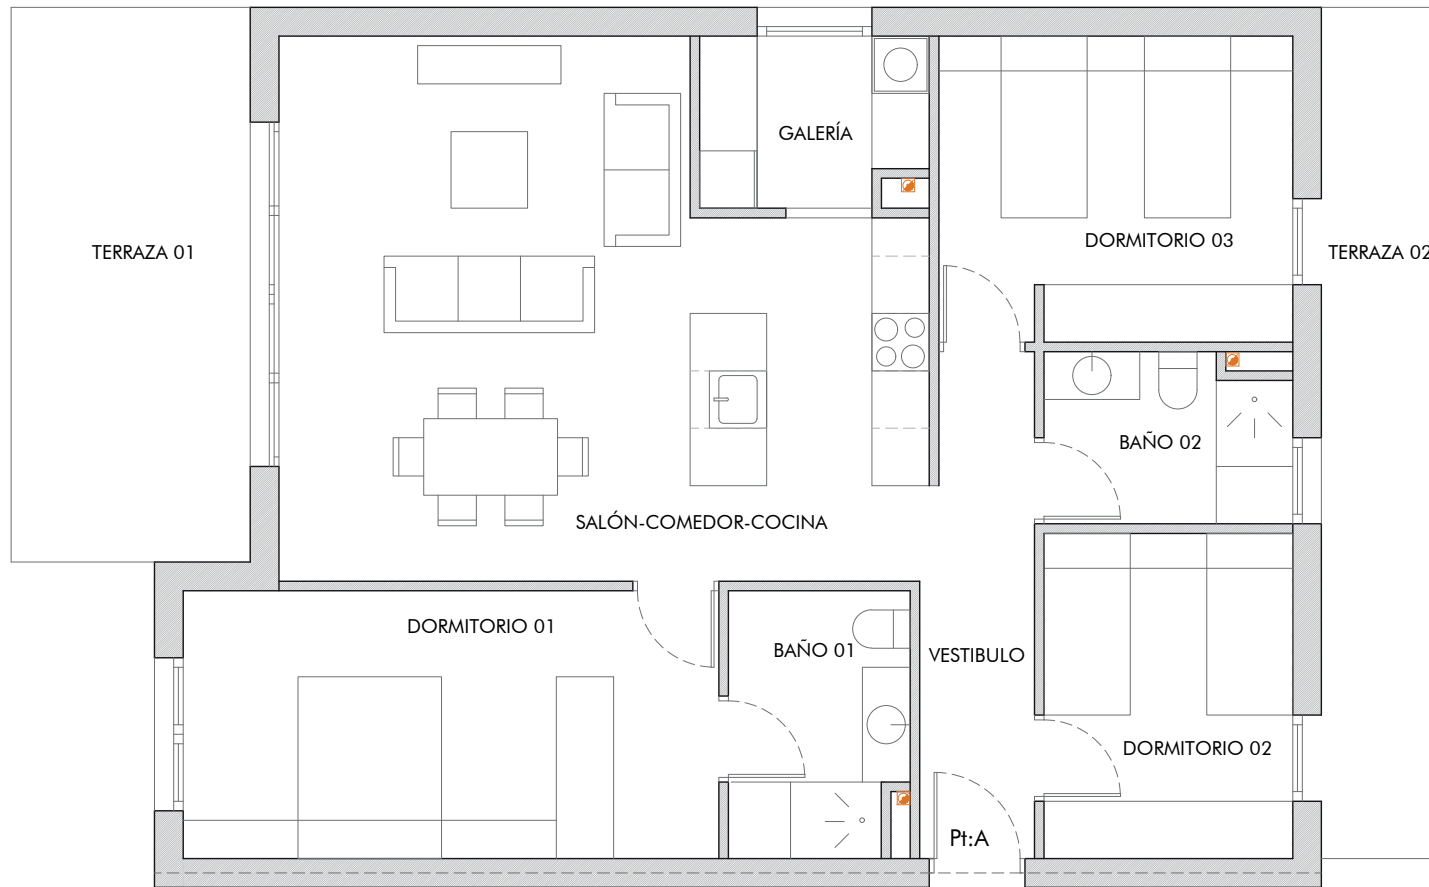 GALERÍA
DORMITORIO 03
TERRAZA 01
TERRAZA 02
BAÑO 02
SALÓN-COMEDOR-COCINA
DORMITORIO 01
BAÑO 01
VESTIBULO
DORMITORIO 02
Pt:A